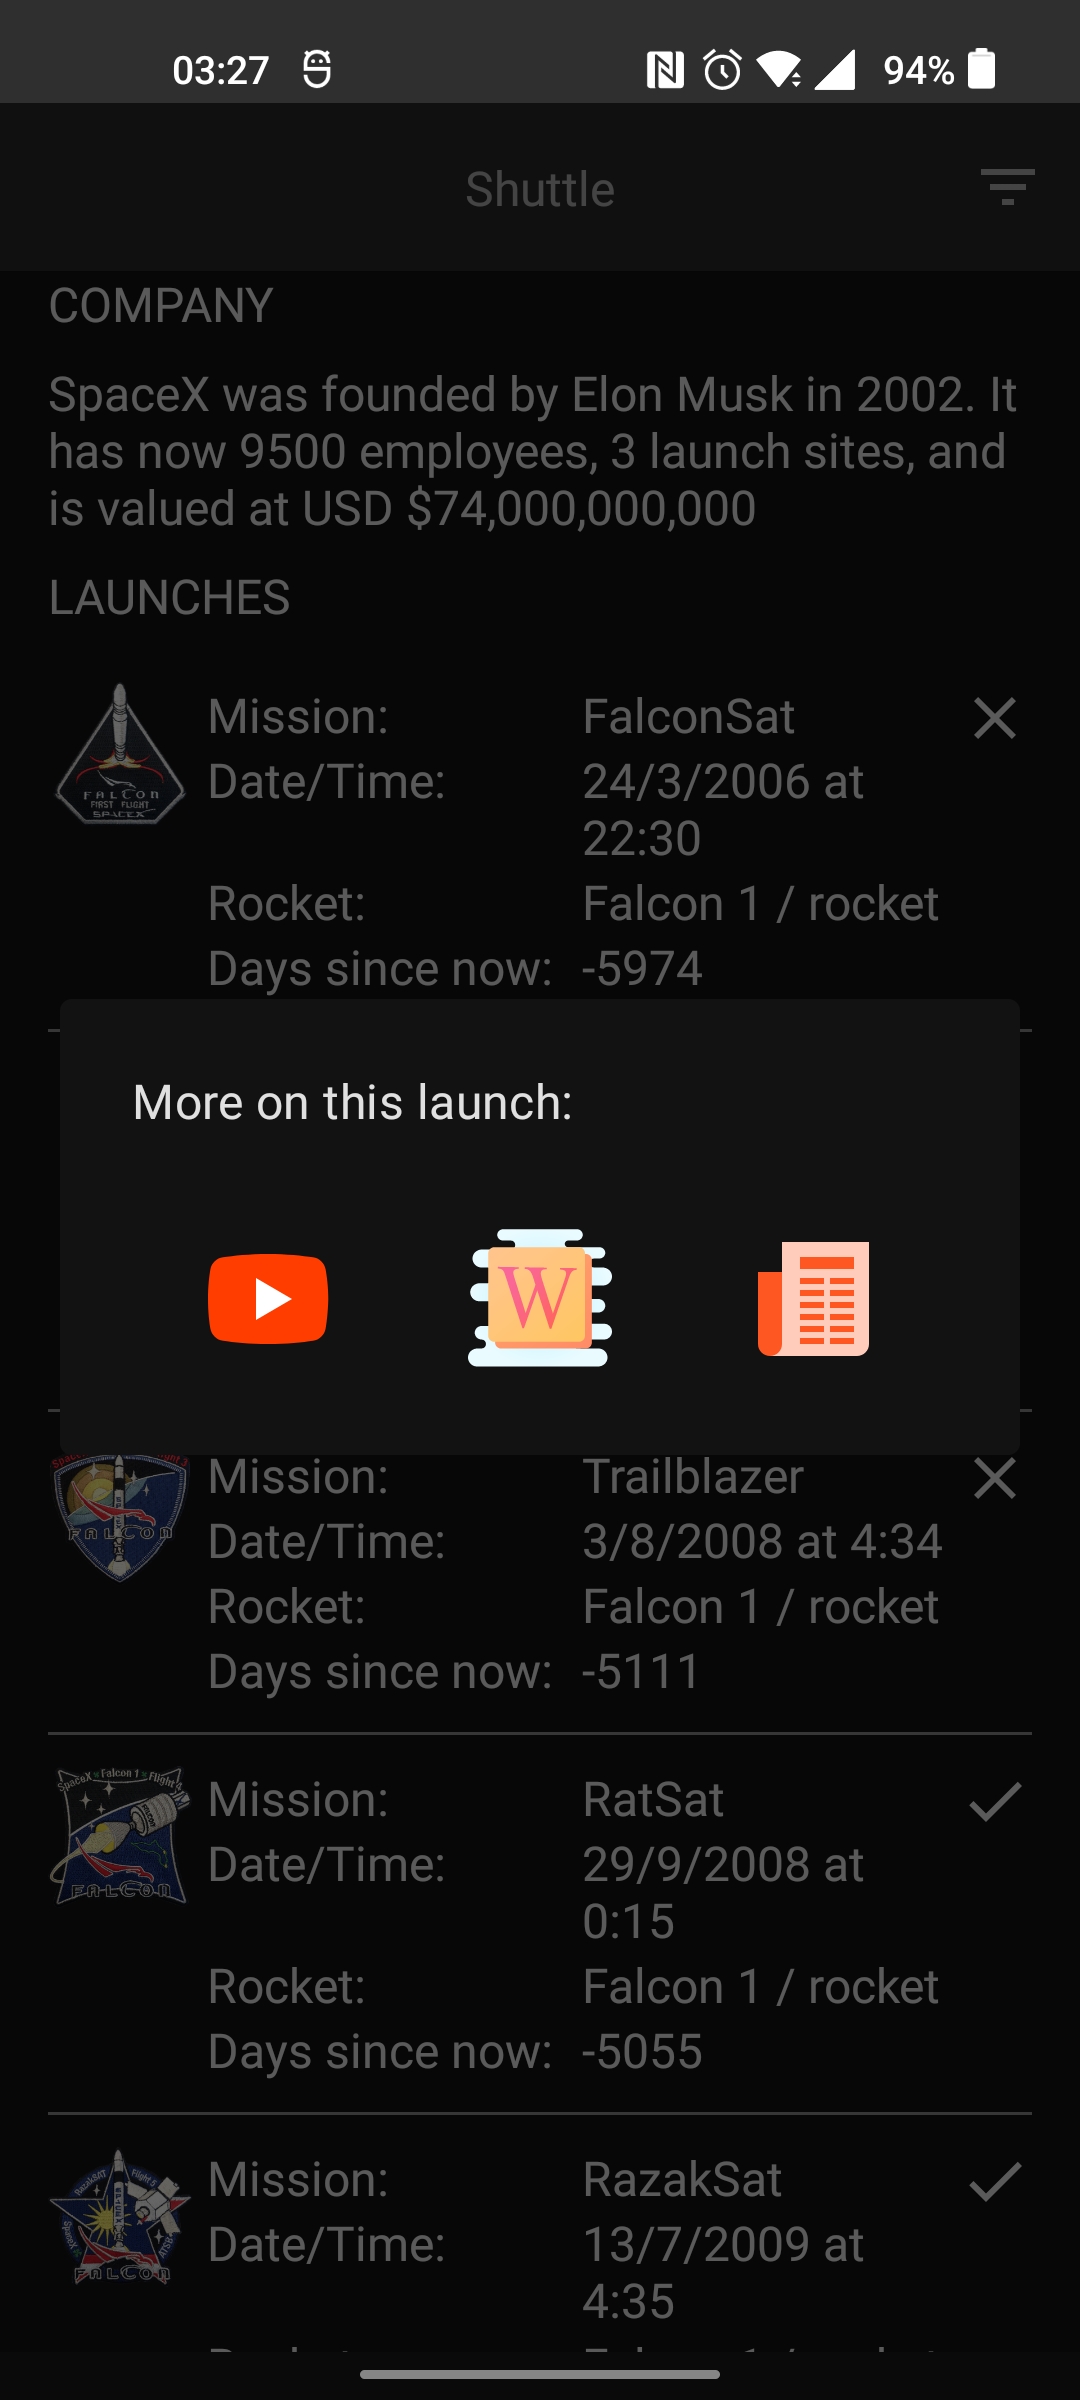 03:27
94%
Shuttle
COMPANY
SpaceX was founded by Elon Musk in 2002. It
has now 9500 employees, 3 launch sites, and
is valued at USD $74,000,000,000
LAUNCHES
FALCON
FIRST FLIGHT
SPACEX
Mission: FalconSat
Date/Time: 24/3/2006 at
22:30
Rocket: Falcon 1 / rocket
Days since now: -5974
More on this launch:
W
FALCON
Mission: Trailblazer
Date/Time: 3/8/2008 at 4:34
Rocket: Falcon 1 / rocket
Days since now: -5111
SpaceX Falcon 1 Flight 4
FALCON
Mission: RatSat
Date/Time: 29/9/2008 at
0:15
Rocket: Falcon 1 / rocket
Days since now: -5055
RazakSAT Flight 5
SpaceX ATSB
FALCON
Mission: RazakSat
Date/Time: 13/7/2009 at
4:35